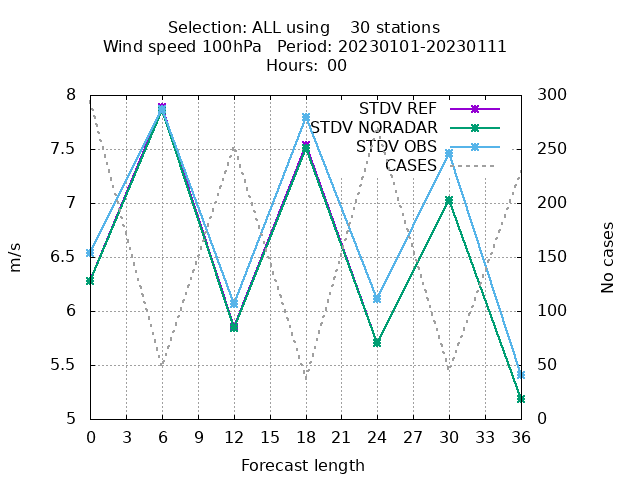 Selection: ALL using    30 stations
Wind speed 100hPa   Period: 20230101-20230111
Hours: 00
8
7.5
7
6.5
6
5.5
5
300
250
200
150
100
50
0
STDV REF
STDV NORADAR
STDV OBS
CASES
m/s
No cases
0 3 6 9 12 15 18 21 24 27 30 33 36
Forecast length